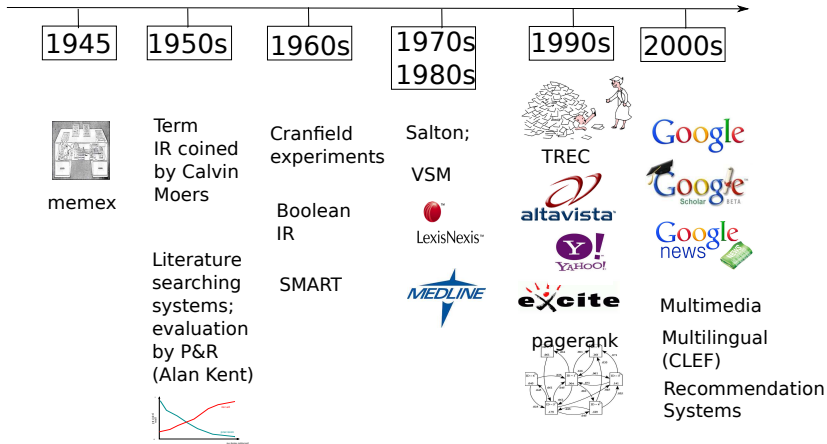 1945
1950s
1960s
1970s
1980s
1990s
2000s
memex
Term
IR coined
by Calvin
Moers
Literature
searching
systems;
evaluation
by P&R
(Alan Kent)
Cranfield
experiments
Boolean
IR
SMART
Salton;
VSM
LexisNexis™
MEDLINE
TREC
altavista™
Y!
YAHOO!
excite
pagerank
Google
Google
Scholar BETA
Google
news
Multimedia
Multilingual
(CLEF)
Recommendation
Systems